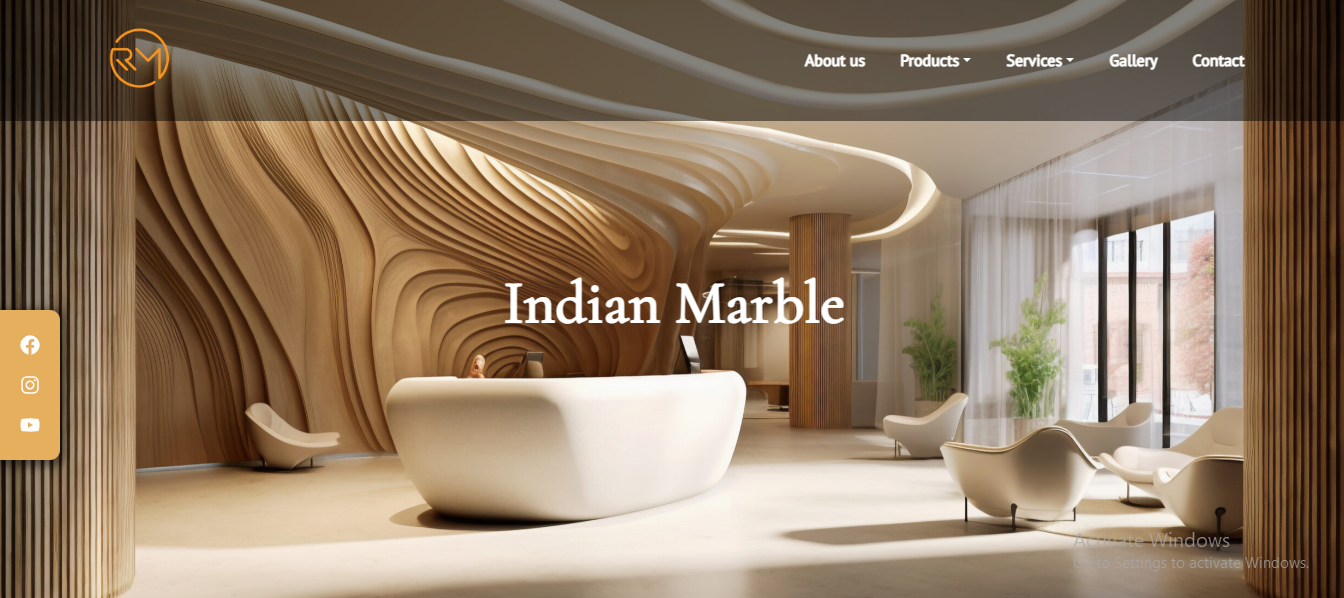 RM
About us Products Services Gallery Contact
Indian Marble
Activate Windows
Go to Settings to activate Windows.